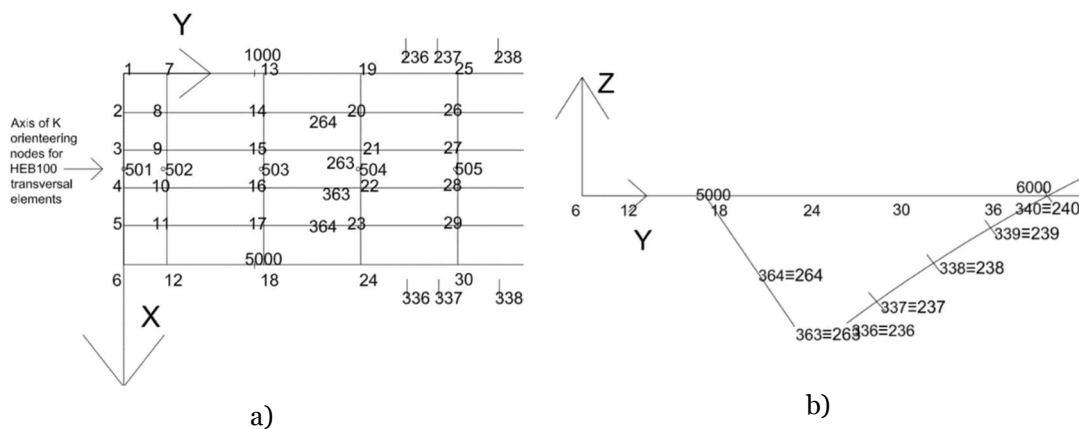 Y
236 237 238
1000
1 7 13 19 25
2 8 14 20 26
264
Axis of K
orienteering
nodes for
HEB100
transversal
elements
3 9 15 21 27
263
501 502 503 504 505
4 10 16 22 28
363
5 11 17 364 23 29
5000
6 12 18 24 30
336 337 338
X
a)
Z
5000 6000
6 12 18 24 30 36 340≡240
Y
339≡239
364≡264 338≡238
337≡237
363≡263 336≡236
b)